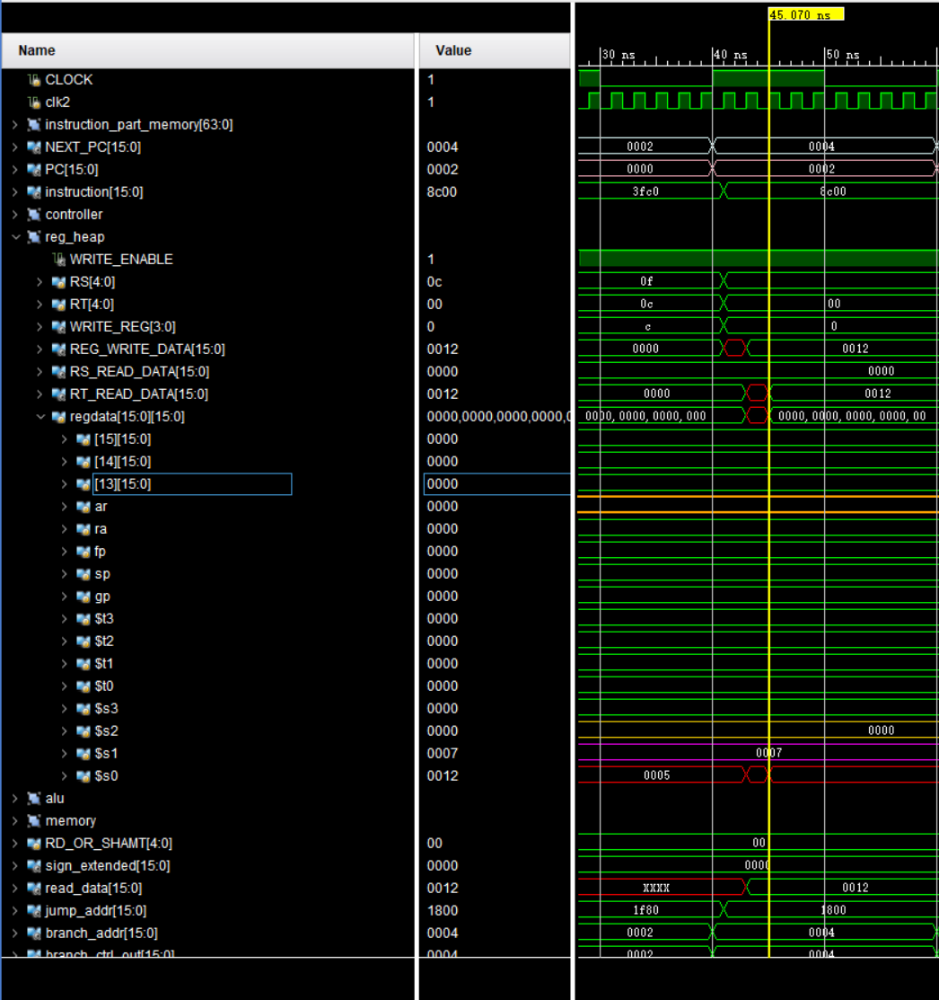 45.070 ns
Name Value 30 ns 40 ns 50 ns
CLOCK 1
clk2 1
instruction_part_memory[63:0]
NEXT_PC[15:0] 0004 0002 0004
PC[15:0] 0002 0000 0002
instruction[15:0] 8c00 3fc0 8c00
controller
reg_heap
WRITE_ENABLE 1
RS[4:0] 0c 0f
RT[4:0] 00 0c 00
WRITE_REG[3:0] 0 c 0
REG_WRITE_DATA[15:0] 0012 0000 0012
RS_READ_DATA[15:0] 0000 0000
RT_READ_DATA[15:0] 0012 0000 0012
regdata[15:0][15:0] 0000,0000,0000,0000,0 0000,0000,0000,000 0000,0000,0000,0000,00
[15][15:0] 0000
[14][15:0] 0000
[13][15:0] 0000
ar 0000
ra 0000
fp 0000
sp 0000
gp 0000
$t3 0000
$t2 0000
$t1 0000
$t0 0000
$s3 0000
$s2 0000 0000
$s1 0007 0007
$s0 0012 0005
alu
memory
RD_OR_SHAMT[4:0] 00 00
sign_extended[15:0] 0000 0000
read_data[15:0] 0012 XXXX 0012
jump_addr[15:0] 1800 1f80 1800
branch_addr[15:0] 0004 0002 0004
branch_ctrl_out[15:0] 0004 0002 0004